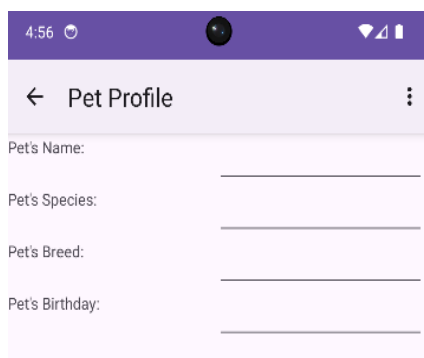 4:56
Pet Profile
Pet's Name:
Pet's Species:
Pet's Breed:
Pet's Birthday: